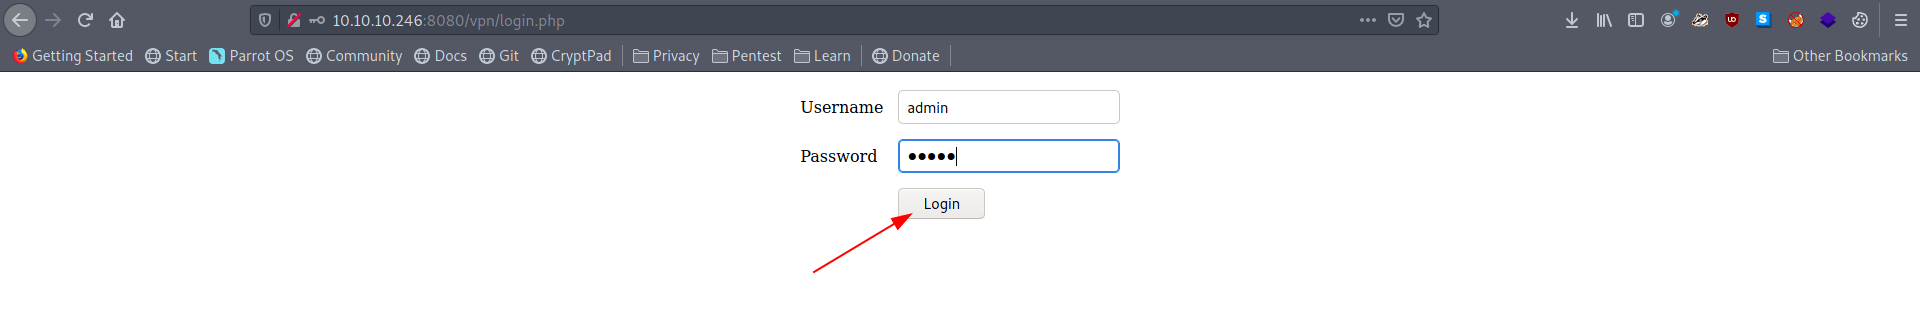 10.10.10.246:8080/vpn/login.php
Getting Started Start Parrot OS Community Docs Git CryptPad Privacy Pentest Learn Donate Other Bookmarks
Username admin
Password •••••
Login